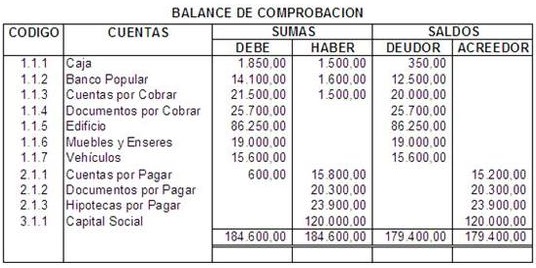 BALANCE DE COMPROBACION
CODIGO CUENTAS SUMAS SALDOS
DEBE HABER DEUDOR ACREEDOR
1.1.1 Caja 1.850,00 1.500,00 350,00
1.1.2 Banco Popular 14.100,00 1.600,00 12.500,00
1.1.3 Cuentas por Cobrar 21.500,00 1.500,00 20.000,00
1.1.4 Documentos por Cobrar 25.700,00 25.700,00
1.1.5 Edificio 86.250,00 86.250,00
1.1.6 Muebles y Enseres 19.000,00 19.000,00
1.1.7 Vehículos 15.600,00 15.600,00
2.1.1 Cuentas por Pagar 600,00 15.800,00 15.200,00
2.1.2 Documentos por Pagar 20.300,00 20.300,00
2.1.3 Hipotecas por Pagar 23.900,00 23.900,00
3.1.1 Capital Social 120.000,00 120.000,00
184.600,00 184.600,00 179.400,00 179.400,00